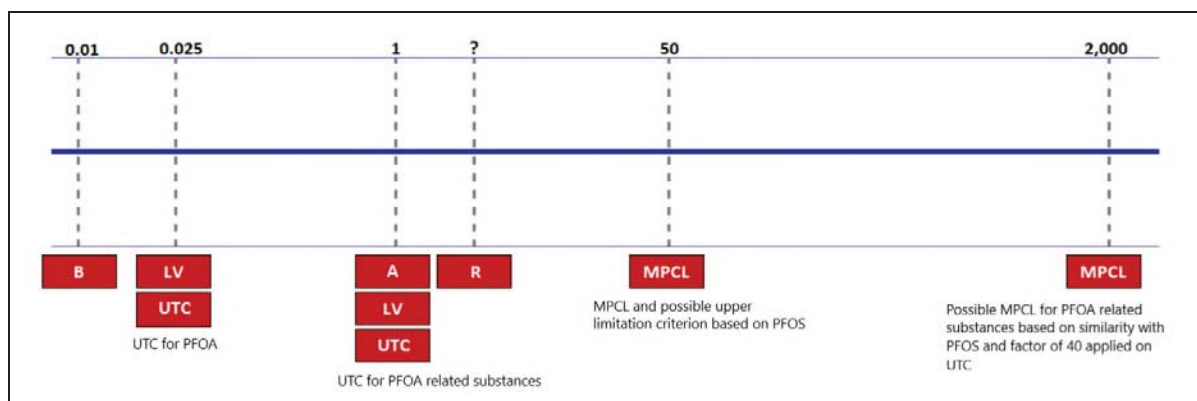 0.01 0.025 1 ? 50 2,000
B LV A R MPCL MPCL
UTC LV
UTC
UTC for PFOA
UTC for PFOA related substances
MPCL and possible upper
limitation criterion based on PFOS
Possible MPCL for PFOA related
substances based on similarity with
PFOS and factor of 40 applied on
UTC